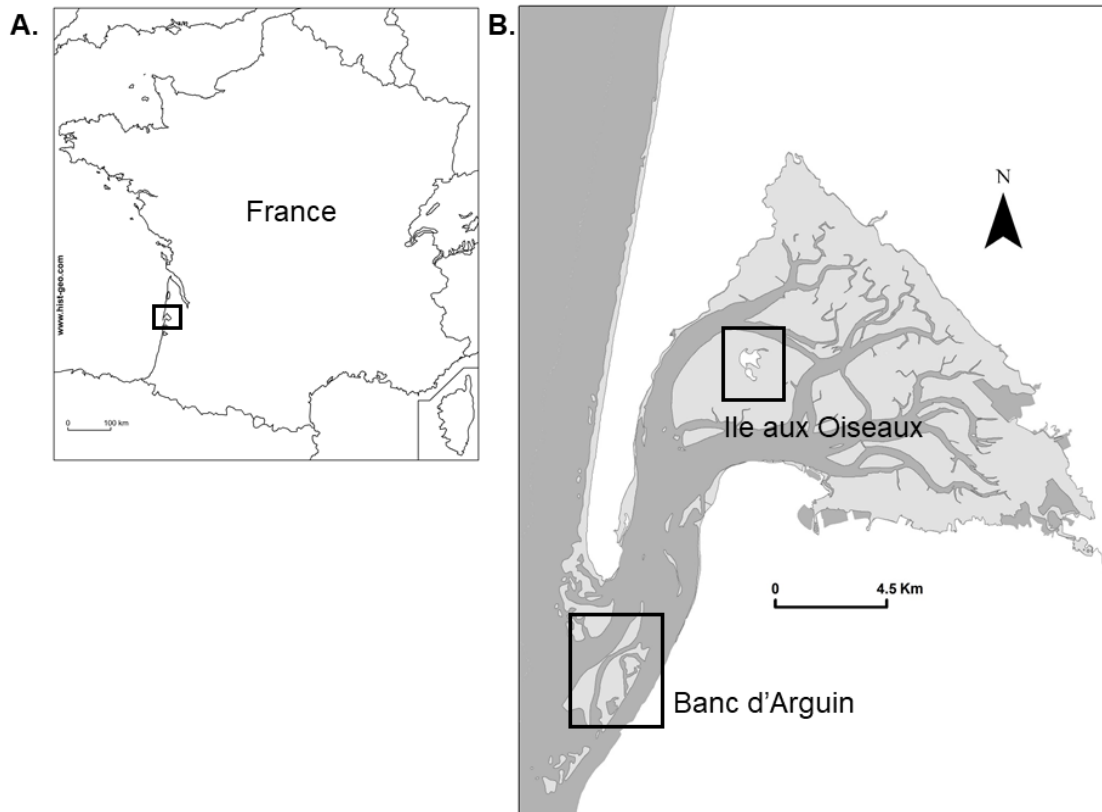 A.
France
www.hist-geo.com
0 100 km
B.
N
Ile aux Oiseaux
0 4.5 Km
Banc d'Arguin